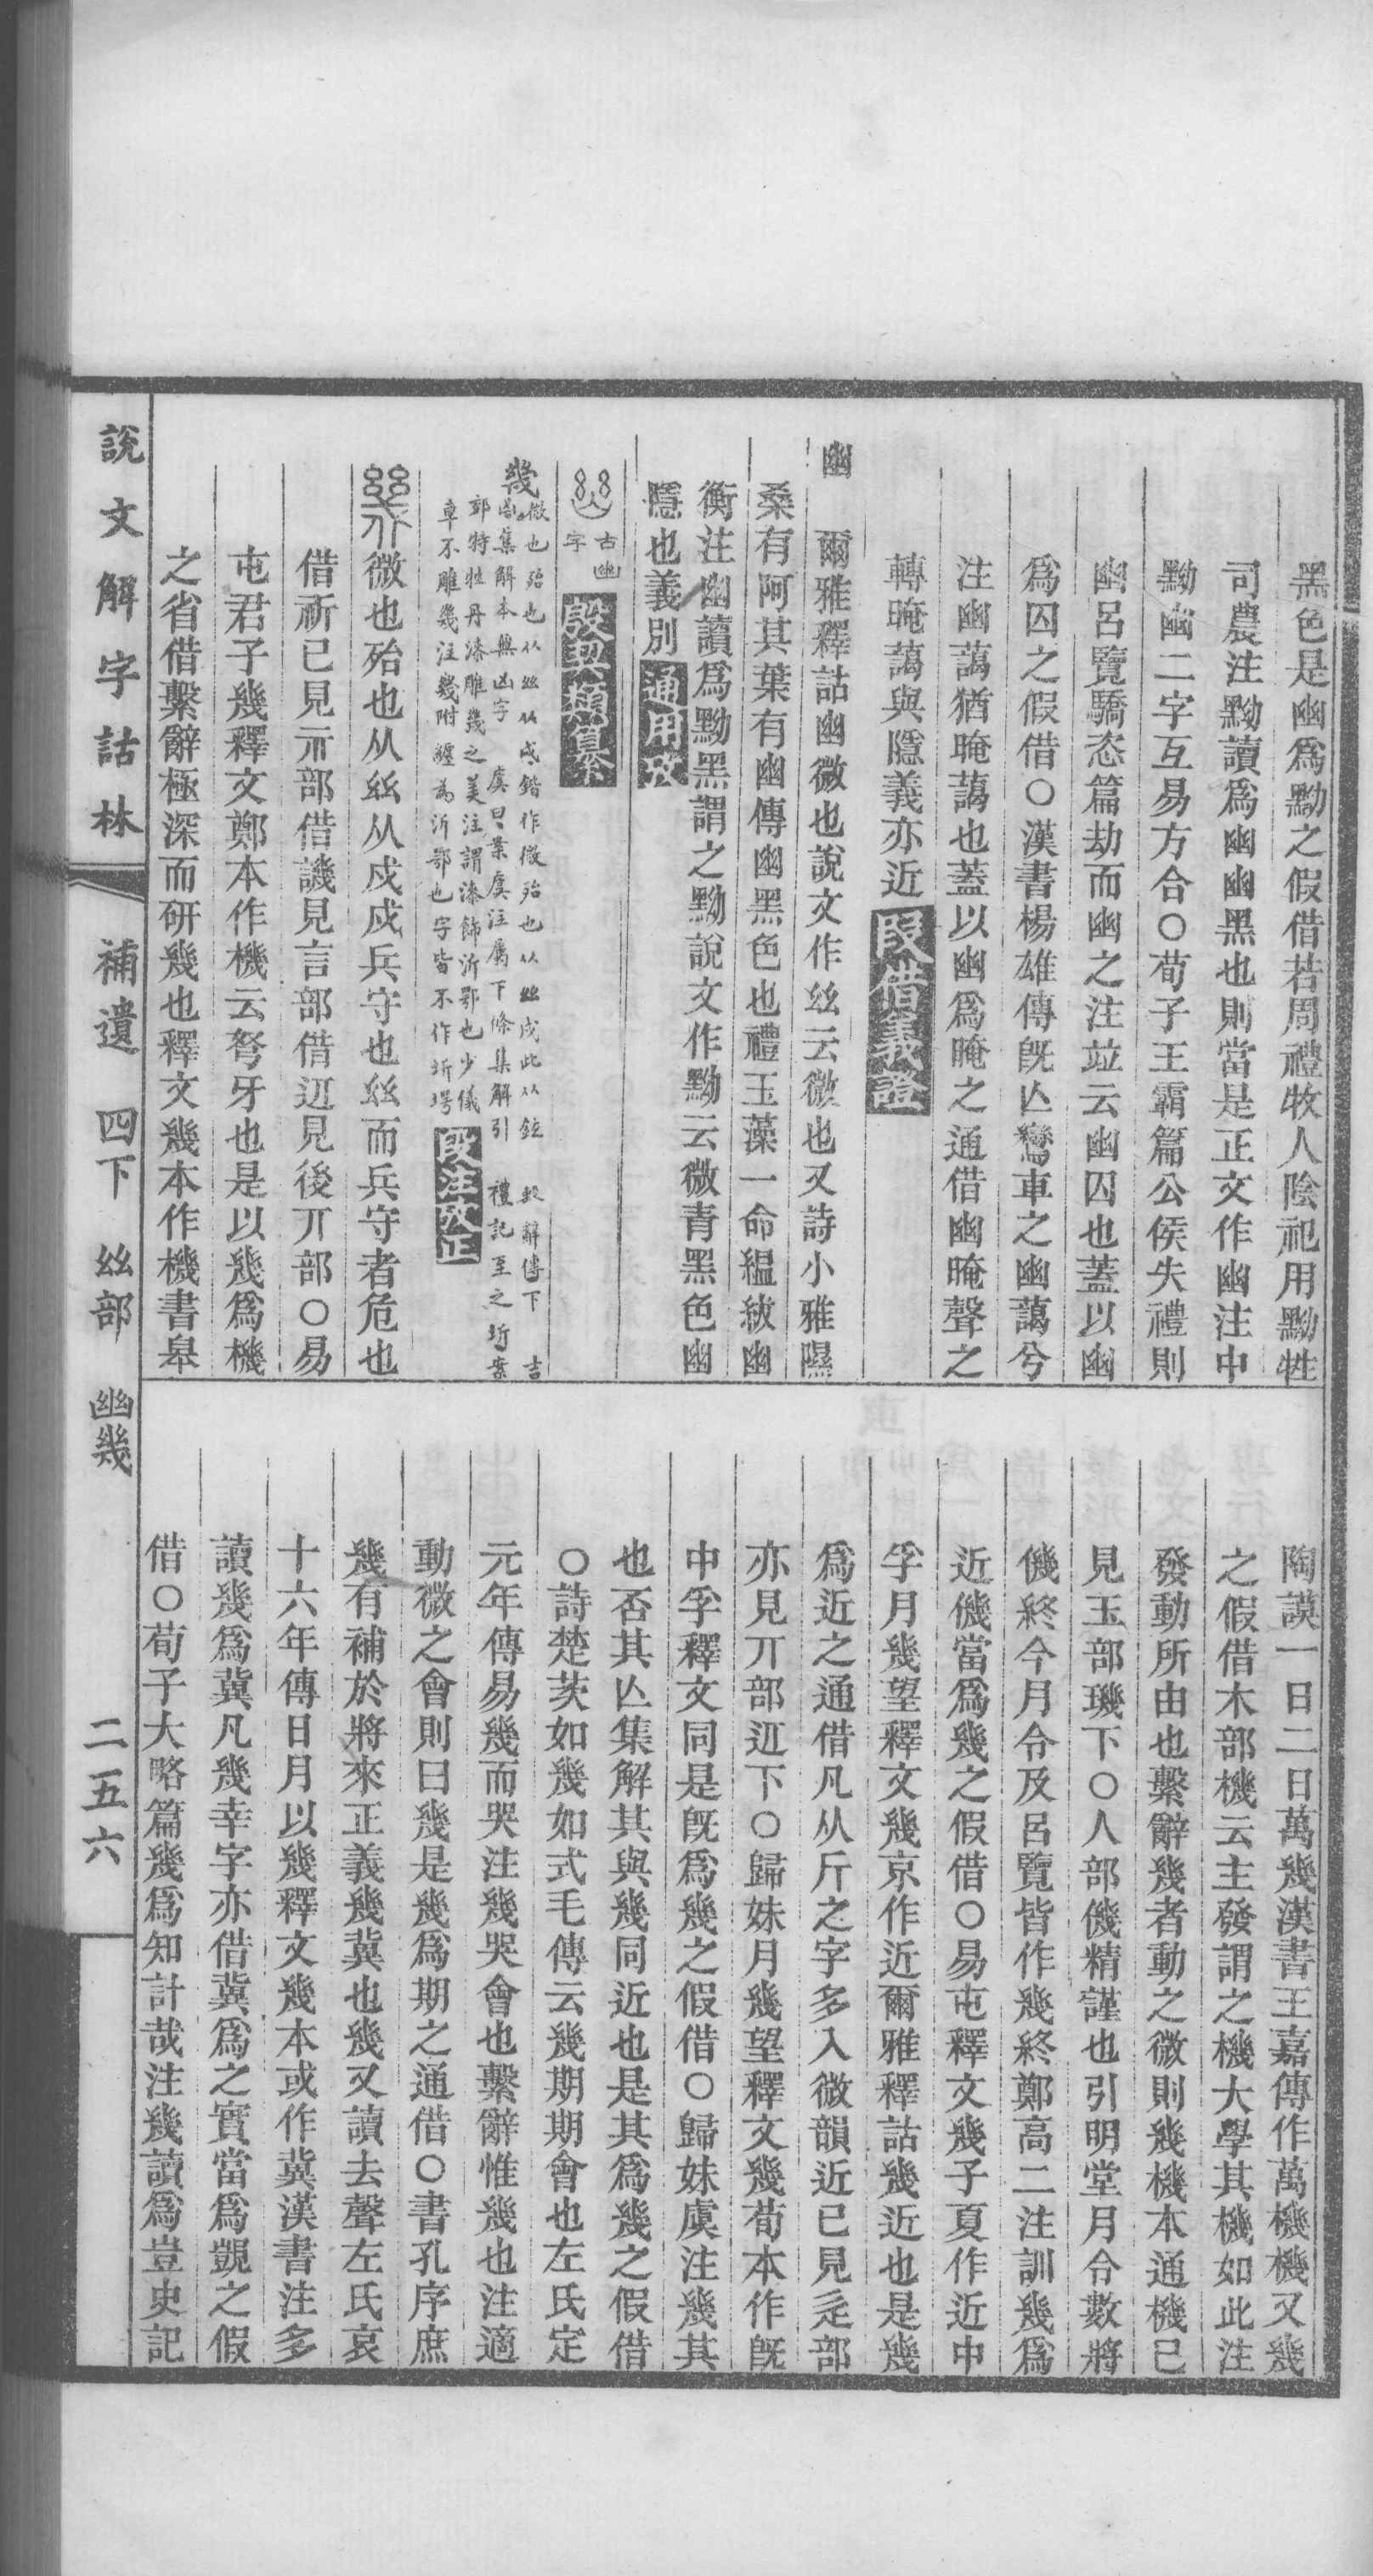 黑色是幽爲黝之假借若周禮牧人陰祀用黝牲
司農注黝讀爲幽幽黑也則當是正文作幽注中
黝幽二字互易方合〇荀子王霸篇公侯失禮則
幽呂覽驕恣篇劫而幽之注竝云幽囚也蓋以幽
爲囚之假借〇漢書楊雄傳旣亾鸞車之幽藹兮
注幽藹猶晻藹也蓋以幽爲晻之通借幽晻聲之
轉晻藹與隱義亦近 段借義證
幽 爾雅釋詁幽微也說文作𢆶云微也又詩小雅隰
桑有阿其葉有幽傳幽黑色也禮玉藻一命縕紱幽
衡注幽讀爲黝黑謂之黝說文作黝云微青黑色幽
隱也義別 通用攷
古幽字 殷契類纂
幾 微也殆也从𢆶从戍鍇作微殆也从𢆶戍此从鉉 㪅辭傳下 吉
凶集解本無凶字 虞曰 案虞注屬下條集解引 禮記至之圻 案
郊特牲丹漆雕幾之美注謂漆飾沂鄂也少儀
車不雕幾注幾附纏爲沂鄂也字皆不作圻堮 段注攷正
微也殆也从𢆶从戍戍兵守也𢆶而兵守者危也
借祈已見示部借譏見言部借䢋見後丌部〇易
屯君子幾釋文鄭本作機云弩牙也是以幾爲機
之省借繫辭極深而研幾也釋文幾本作機書皋
陶謨一日二日萬幾漢書王嘉傳作萬機機又幾
之假借木部機云主發謂之機大學其機如此注
發動所由也繫辭幾者動之微則幾機本通機已
見玉部璣下〇人部僟精謹也引明堂月令數將
僟終今月令及呂覽皆作幾終鄭高二注訓幾爲
近僟當爲幾之假借〇易屯釋文幾子夏作近中
孚月幾望釋文幾京作近爾雅釋詁幾近也是幾
爲近之通借凡从斤之字多入微韻近已見辵部
亦見丌部䢋下〇歸妹月幾望釋文幾荀本作旣
中孚釋文同是旣爲幾之假借〇歸妹虞注幾其
也否其亾集解其與幾同近也是其爲幾之假借
〇詩楚茨如幾如式毛傳云幾期期會也左氏定
元年傳易幾而哭注幾哭會也繫辭惟幾也注適
動微之會則曰幾是幾爲期之通借〇書孔序庶
幾有補於將來正義幾冀也幾又讀去聲左氏哀
十六年傳日月以幾釋文幾本或作冀漢書注多
讀幾爲冀凡幾幸字亦借冀爲之實當爲覬之假
借〇荀子大略篇幾爲知計哉注幾讀爲豈史記
說文解字詁林 補遺 四下 𢆶部 幽幾 二五六